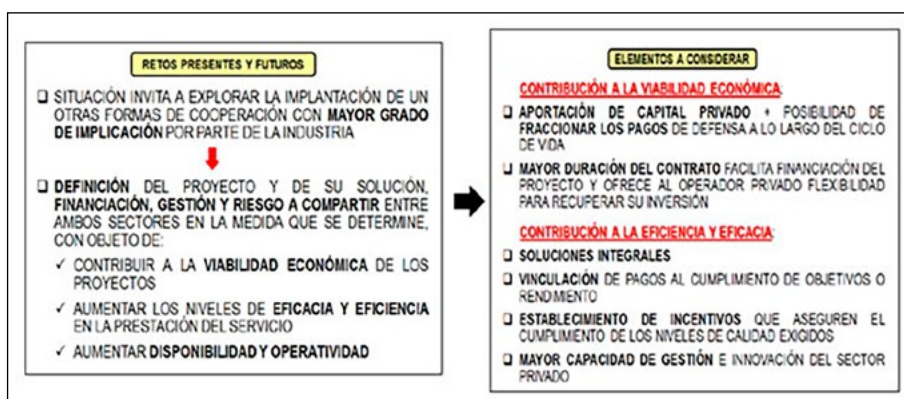 RETOS PRESENTES Y FUTUROS
❑ SITUACIÓN INVITA A EXPLORAR LA IMPLANTACIÓN DE UN
OTRAS FORMAS DE COOPERACIÓN CON MAYOR GRADO
DE IMPLICACIÓN POR PARTE DE LA INDUSTRIA
❑ DEFINICIÓN DEL PROYECTO Y DE SU SOLUCIÓN,
FINANCIACIÓN, GESTIÓN Y RIESGO A COMPARTIR ENTRE
AMBOS SECTORES EN LA MEDIDA QUE SE DETERMINE,
CON OBJETO DE:
✓ CONTRIBUIR A LA VIABILIDAD ECONÓMICA DE LOS
PROYECTOS
✓ AUMENTAR LOS NIVELES DE EFICACIA Y EFICIENCIA
EN LA PRESTACIÓN DEL SERVICIO
✓ AUMENTAR DISPONIBILIDAD Y OPERATIVIDAD
ELEMENTOS A CONSIDERAR
CONTRIBUCIÓN A LA VIABILIDAD ECONÓMICA:
❑ APORTACIÓN DE CAPITAL PRIVADO + POSIBILIDAD DE
FRACCIONAR LOS PAGOS DE DEFENSA A LO LARGO DEL CICLO
DE VIDA
❑ MAYOR DURACIÓN DEL CONTRATO FACILITA FINANCIACIÓN DEL
PROYECTO Y OFRECE AL OPERADOR PRIVADO FLEXIBILIDAD
PARA RECUPERAR SU INVERSIÓN
CONTRIBUCIÓN A LA EFICIENCIA Y EFICACIA:
❑ SOLUCIONES INTEGRALES
❑ VINCULACIÓN DE PAGOS AL CUMPLIMIENTO DE OBJETIVOS O
RENDIMIENTO
❑ ESTABLECIMIENTO DE INCENTIVOS QUE ASEGUREN EL
CUMPLIMIENTO DE LOS NIVELES DE CALIDAD EXIGIDOS
❑ MAYOR CAPACIDAD DE GESTIÓN E INNOVACIÓN DEL SECTOR
PRIVADO